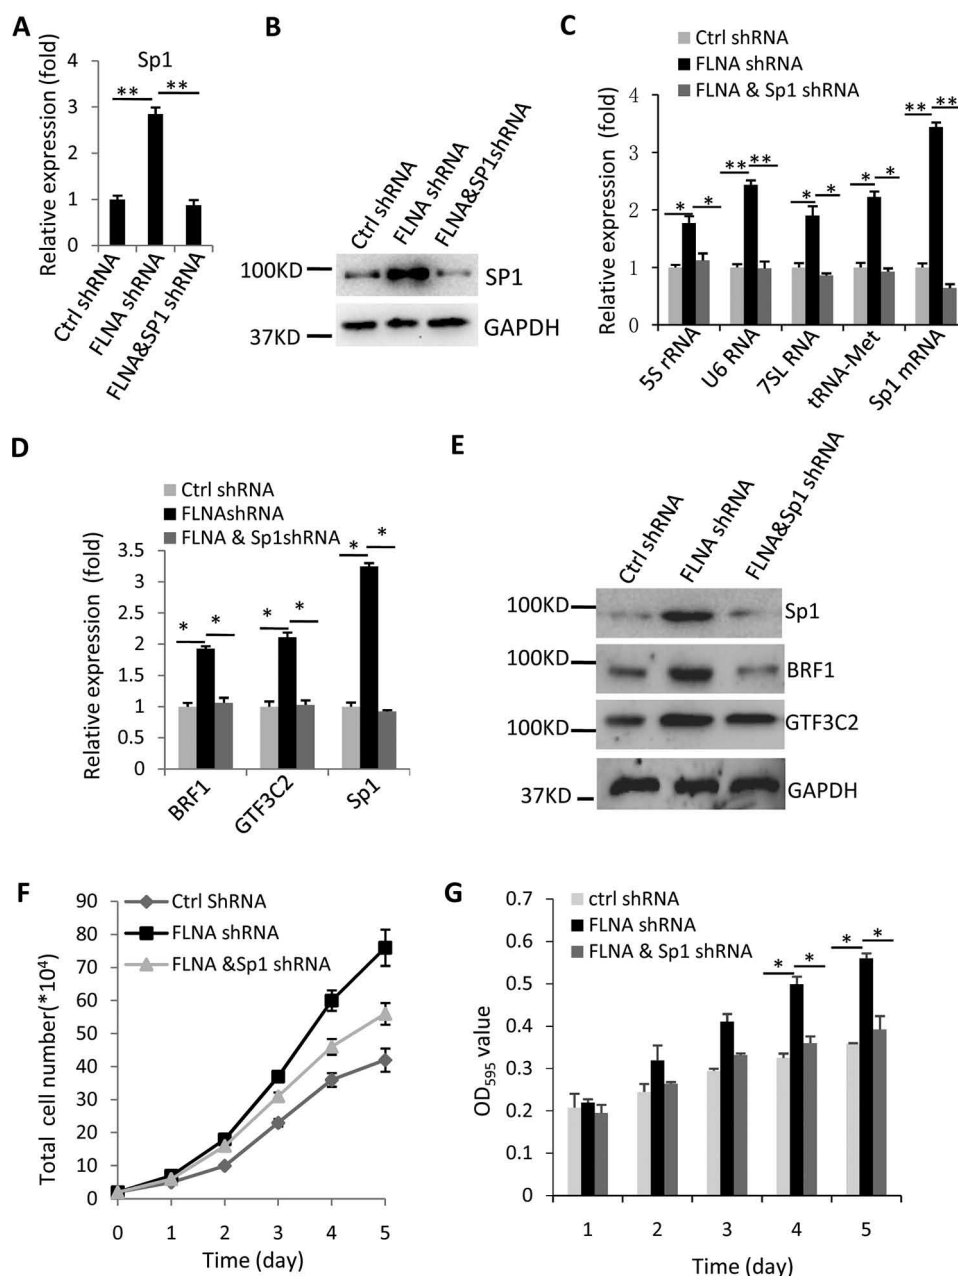 A
Sp1
Relative expression (fold)
4
3
2
1
0
**
**
Ctrl shRNA
FLNA shRNA
FLNA&SP1 shRNA
B
Ctrl shRNA
FLNA shRNA
FLNA&SP1shRNA
100KD
SP1
37KD
GAPDH
C
Ctrl shRNA
FLNA shRNA
FLNA & Sp1 shRNA
Relative expression (fold)
4
3
2
1
0
* *
** **
* *
* *
** **
5S rRNA
U6 RNA
7SL RNA
tRNA-Met
Sp1 mRNA
D
Ctrl shRNA
FLNAshRNA
FLNA & Sp1shRNA
Relative expression (fold)
3.5
3
2.5
2
1.5
1
0.5
0
* *
* *
* *
BRF1
GTF3C2
Sp1
E
Ctrl shRNA
FLNA shRNA
FLNA&Sp1 shRNA
100KD
Sp1
100KD
BRF1
100KD
GTF3C2
37KD
GAPDH
F
Ctrl ShRNA
FLNA shRNA
FLNA &Sp1 shRNA
Total cell number(*10⁴)
90
80
70
60
50
40
30
20
10
0
0 1 2 3 4 5
Time (day)
G
ctrl shRNA
FLNA shRNA
FLNA & Sp1 shRNA
OD₅₉₅ value
0.7
0.6
0.5
0.4
0.3
0.2
0.1
0
* *
* *
1 2 3 4 5
Time (day)